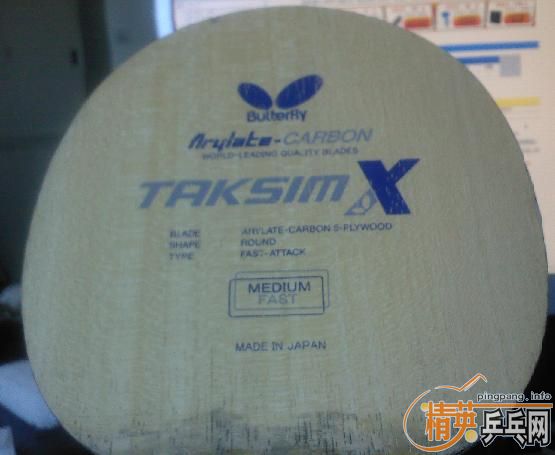 Butterfly
Arylate-CARBON
WORLD-LEADING QUALITY BLADES
TAKSIM X
BLADE ARYLATE-CARBON 5-PLYWOOD
SHAPE ROUND
TYPE FAST-ATTACK
MEDIUM
FAST
MADE IN JAPAN
pingpang.info
精英乒乓网